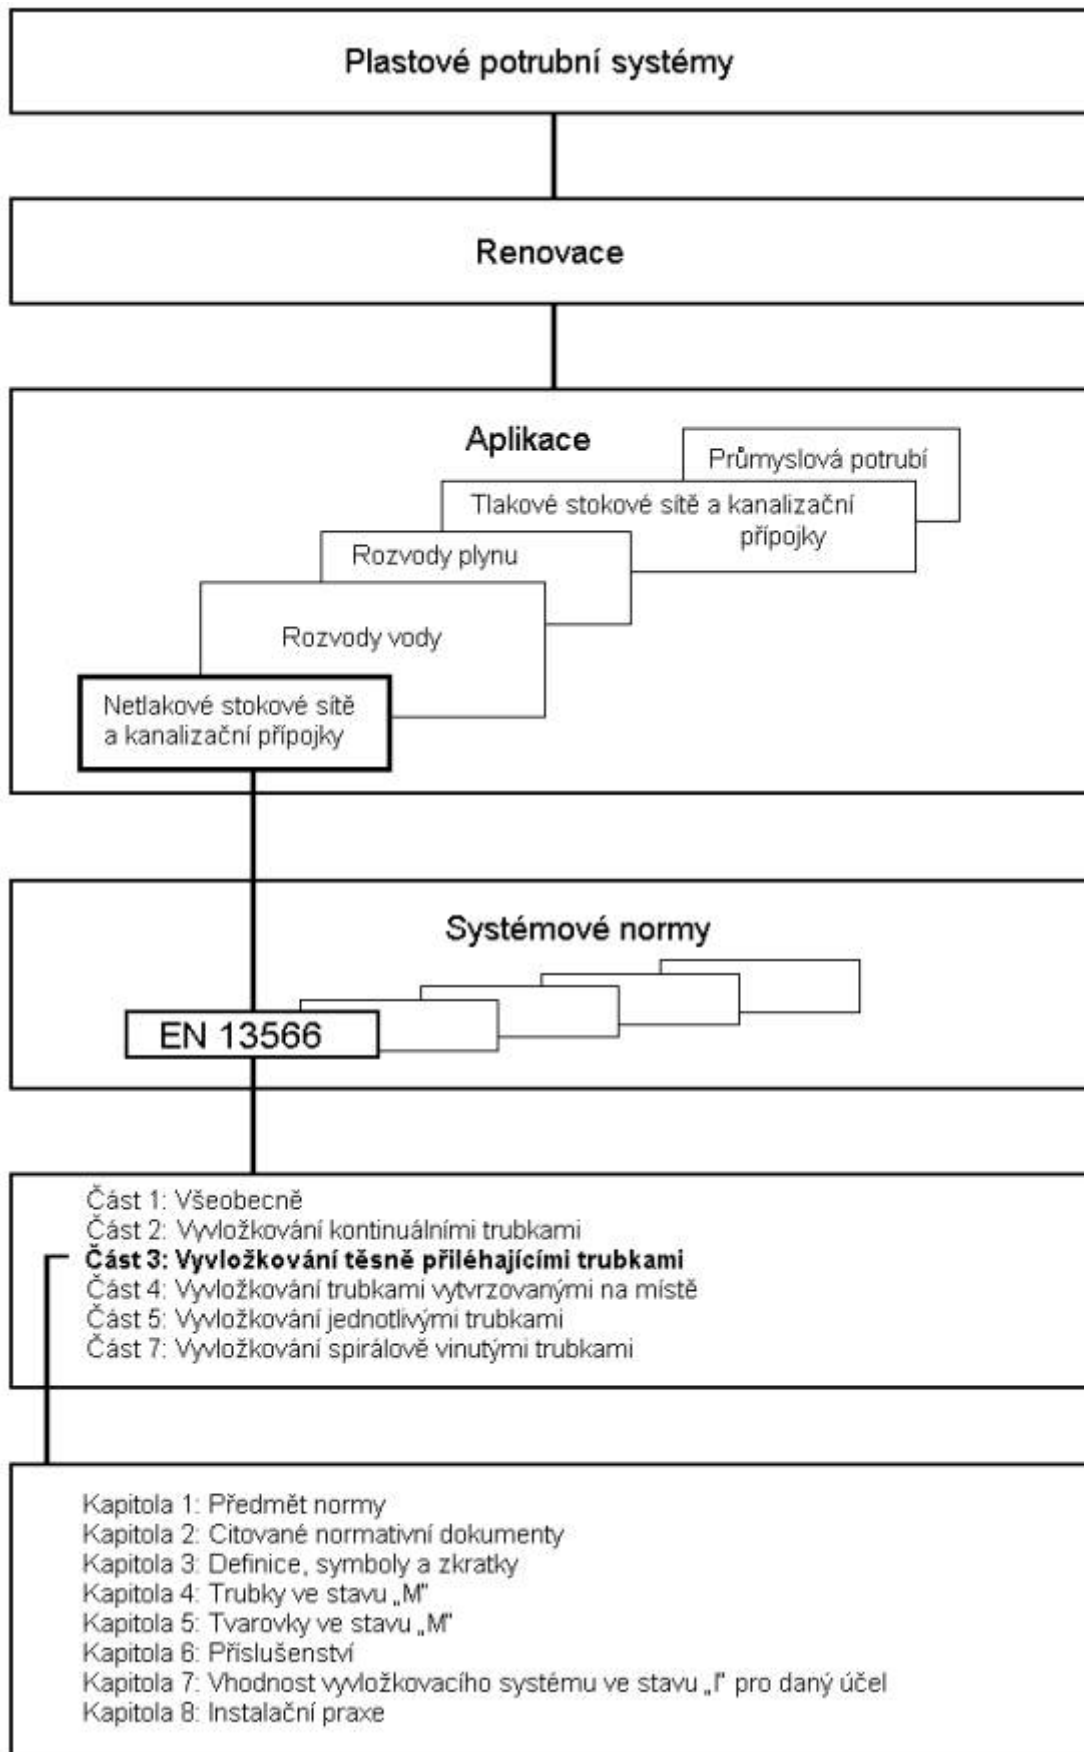 Plastové potrubní systémy
Renovace
Aplikace
Průmyslová potrubí
Tlakové stokové sítě a kanalizační
přípojky
Rozvody plynu
Rozvody vody
Netlakové stokové sítě
a kanalizační přípojky
Systémové normy
EN 13566
Část 1: Všeobecně
Část 2: Vyvložkování kontinuálními trubkami
Část 3: Vyvložkování těsně přiléhajícími trubkami
Část 4: Vyvložkování trubkami vytvrzovanými na místě
Část 5: Vyvložkování jednotlivými trubkami
Část 7: Vyvložkování spirálově vinutými trubkami
Kapitola 1: Předmět normy
Kapitola 2: Citované normativní dokumenty
Kapitola 3: Definice, symboly a zkratky
Kapitola 4: Trubky ve stavu „M"
Kapitola 5: Tvarovky ve stavu „M"
Kapitola 6: Příslušenství
Kapitola 7: Vhodnost vyvložkovacího systému ve stavu „I" pro daný účel
Kapitola 8: Instalační praxe